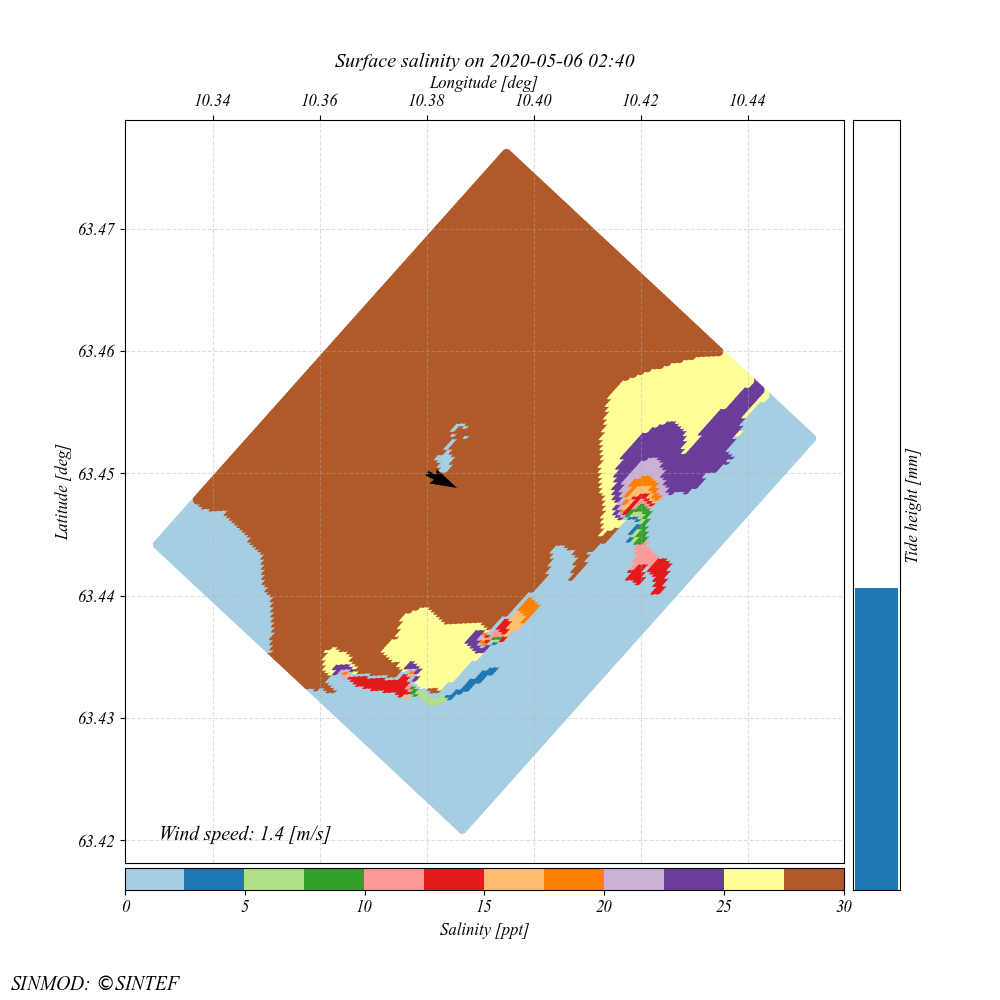 Surface salinity on 2020-05-06 02:40
Longitude [deg]
10.34 10.36 10.38 10.40 10.42 10.44
63.47
63.46
63.45
63.44
63.43
63.42
Latitude [deg]
Tide height [mm]
Wind speed: 1.4 [m/s]
0 5 10 15 20 25 30
Salinity [ppt]
SINMOD: ©SINTEF